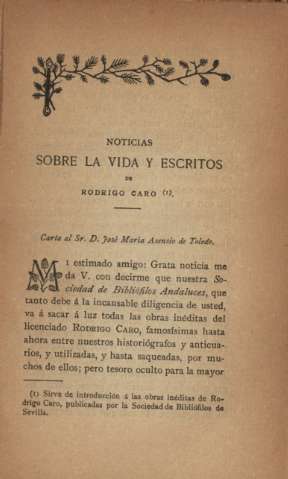 NOTICIAS
SOBRE LA VIDA Y ESCRITOS
DE
RODRIGO CARO (1).
Carta al Sr. D. José María Asensio de Toledo.
MI estimado amigo: Grata noticia me
da V. con decirme que nuestra So-
ciedad de Bibliófilos Andaluces, que
tanto debe á la incansable diligencia de usted,
va á sacar á luz todas las obras inéditas del
licenciado RODRIGO CARO, famosísimas hasta
ahora entre nuestros historiógrafos y anticua-
rios, y utilizadas, y hasta saqueadas, por mu-
chos de ellos; pero tesoro oculto para la mayor
(1) Sirva de introducción á las obras inéditas de Ro-
drigo Caro, publicadas por la Sociedad de Bibliófilos de
Sevilla.